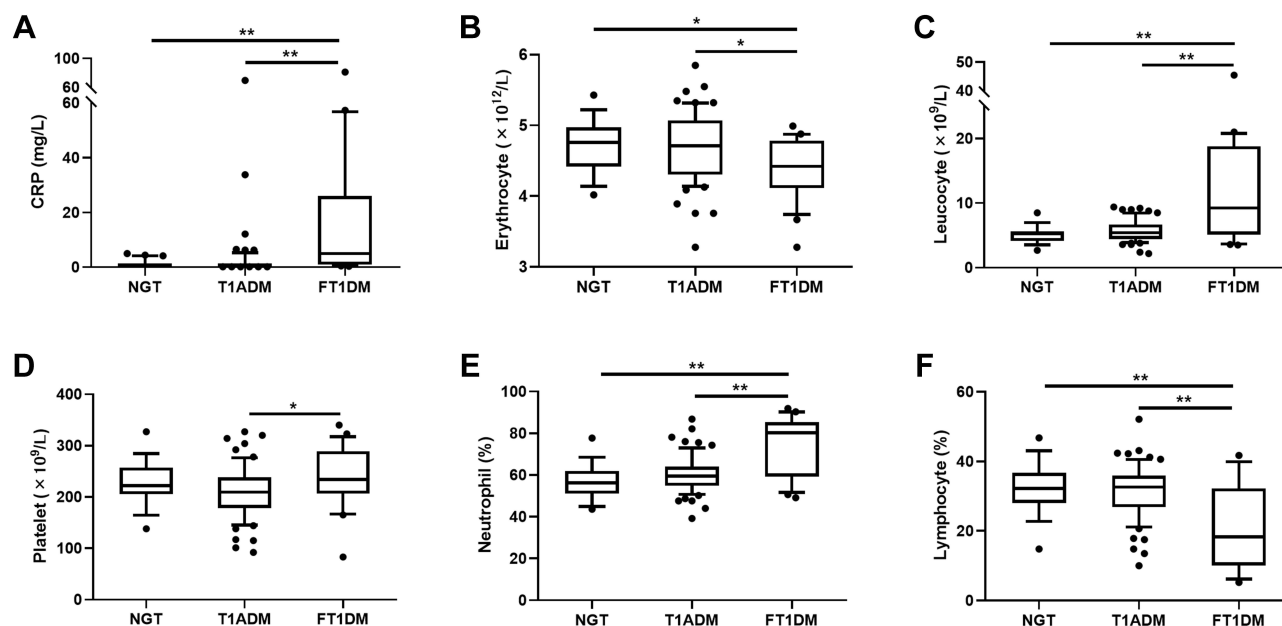 A
**
**
100
60
60
40
20
0
CRP (mg/L)
NGT T1ADM FT1DM
B
*
*
6
5
4
3
Erythrocyte (×10¹²/L)
NGT T1ADM FT1DM
C
**
**
50
40
20
10
0
Leucocyte (×10⁹/L)
NGT T1ADM FT1DM
D
*
400
300
200
100
0
Platelet (×10⁹/L)
NGT T1ADM FT1DM
E
**
**
100
80
60
40
20
0
Neutrophil (%)
NGT T1ADM FT1DM
F
**
**
60
40
20
0
Lymphocyte (%)
NGT T1ADM FT1DM